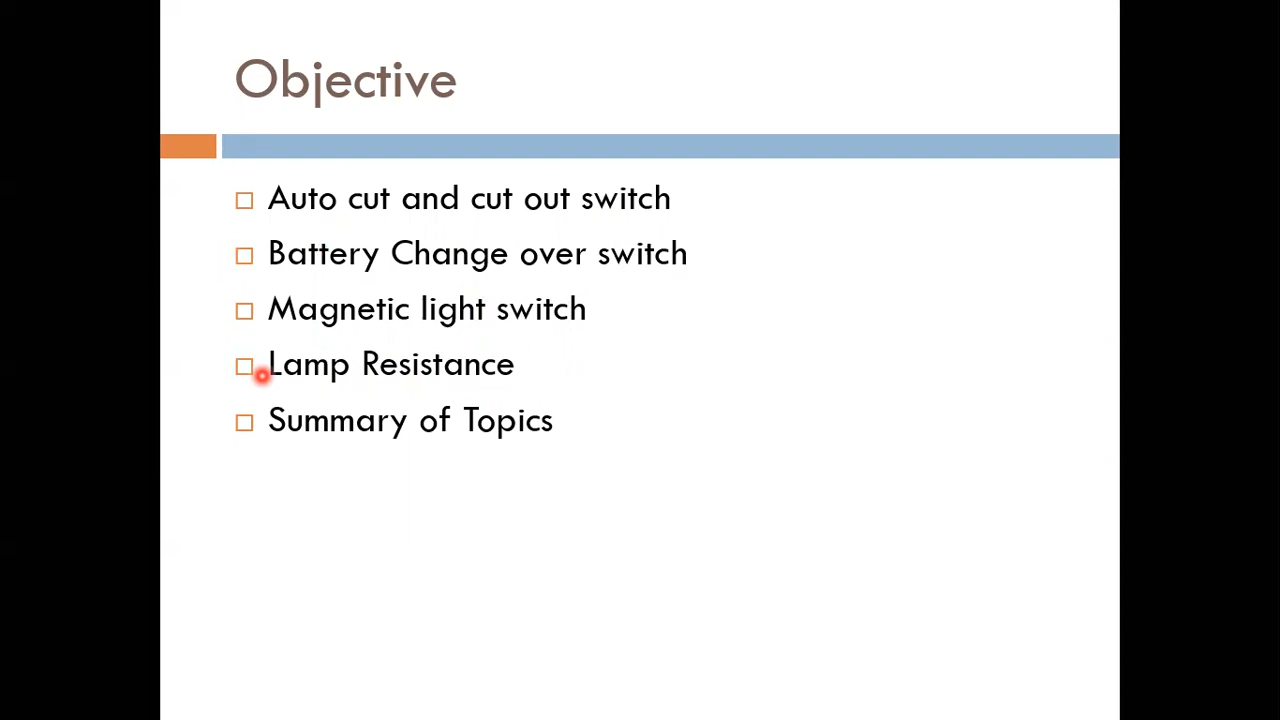 Objective
Auto cut and cut out switch
Battery Change over switch
Magnetic light switch
Lamp Resistance
Summary of Topics